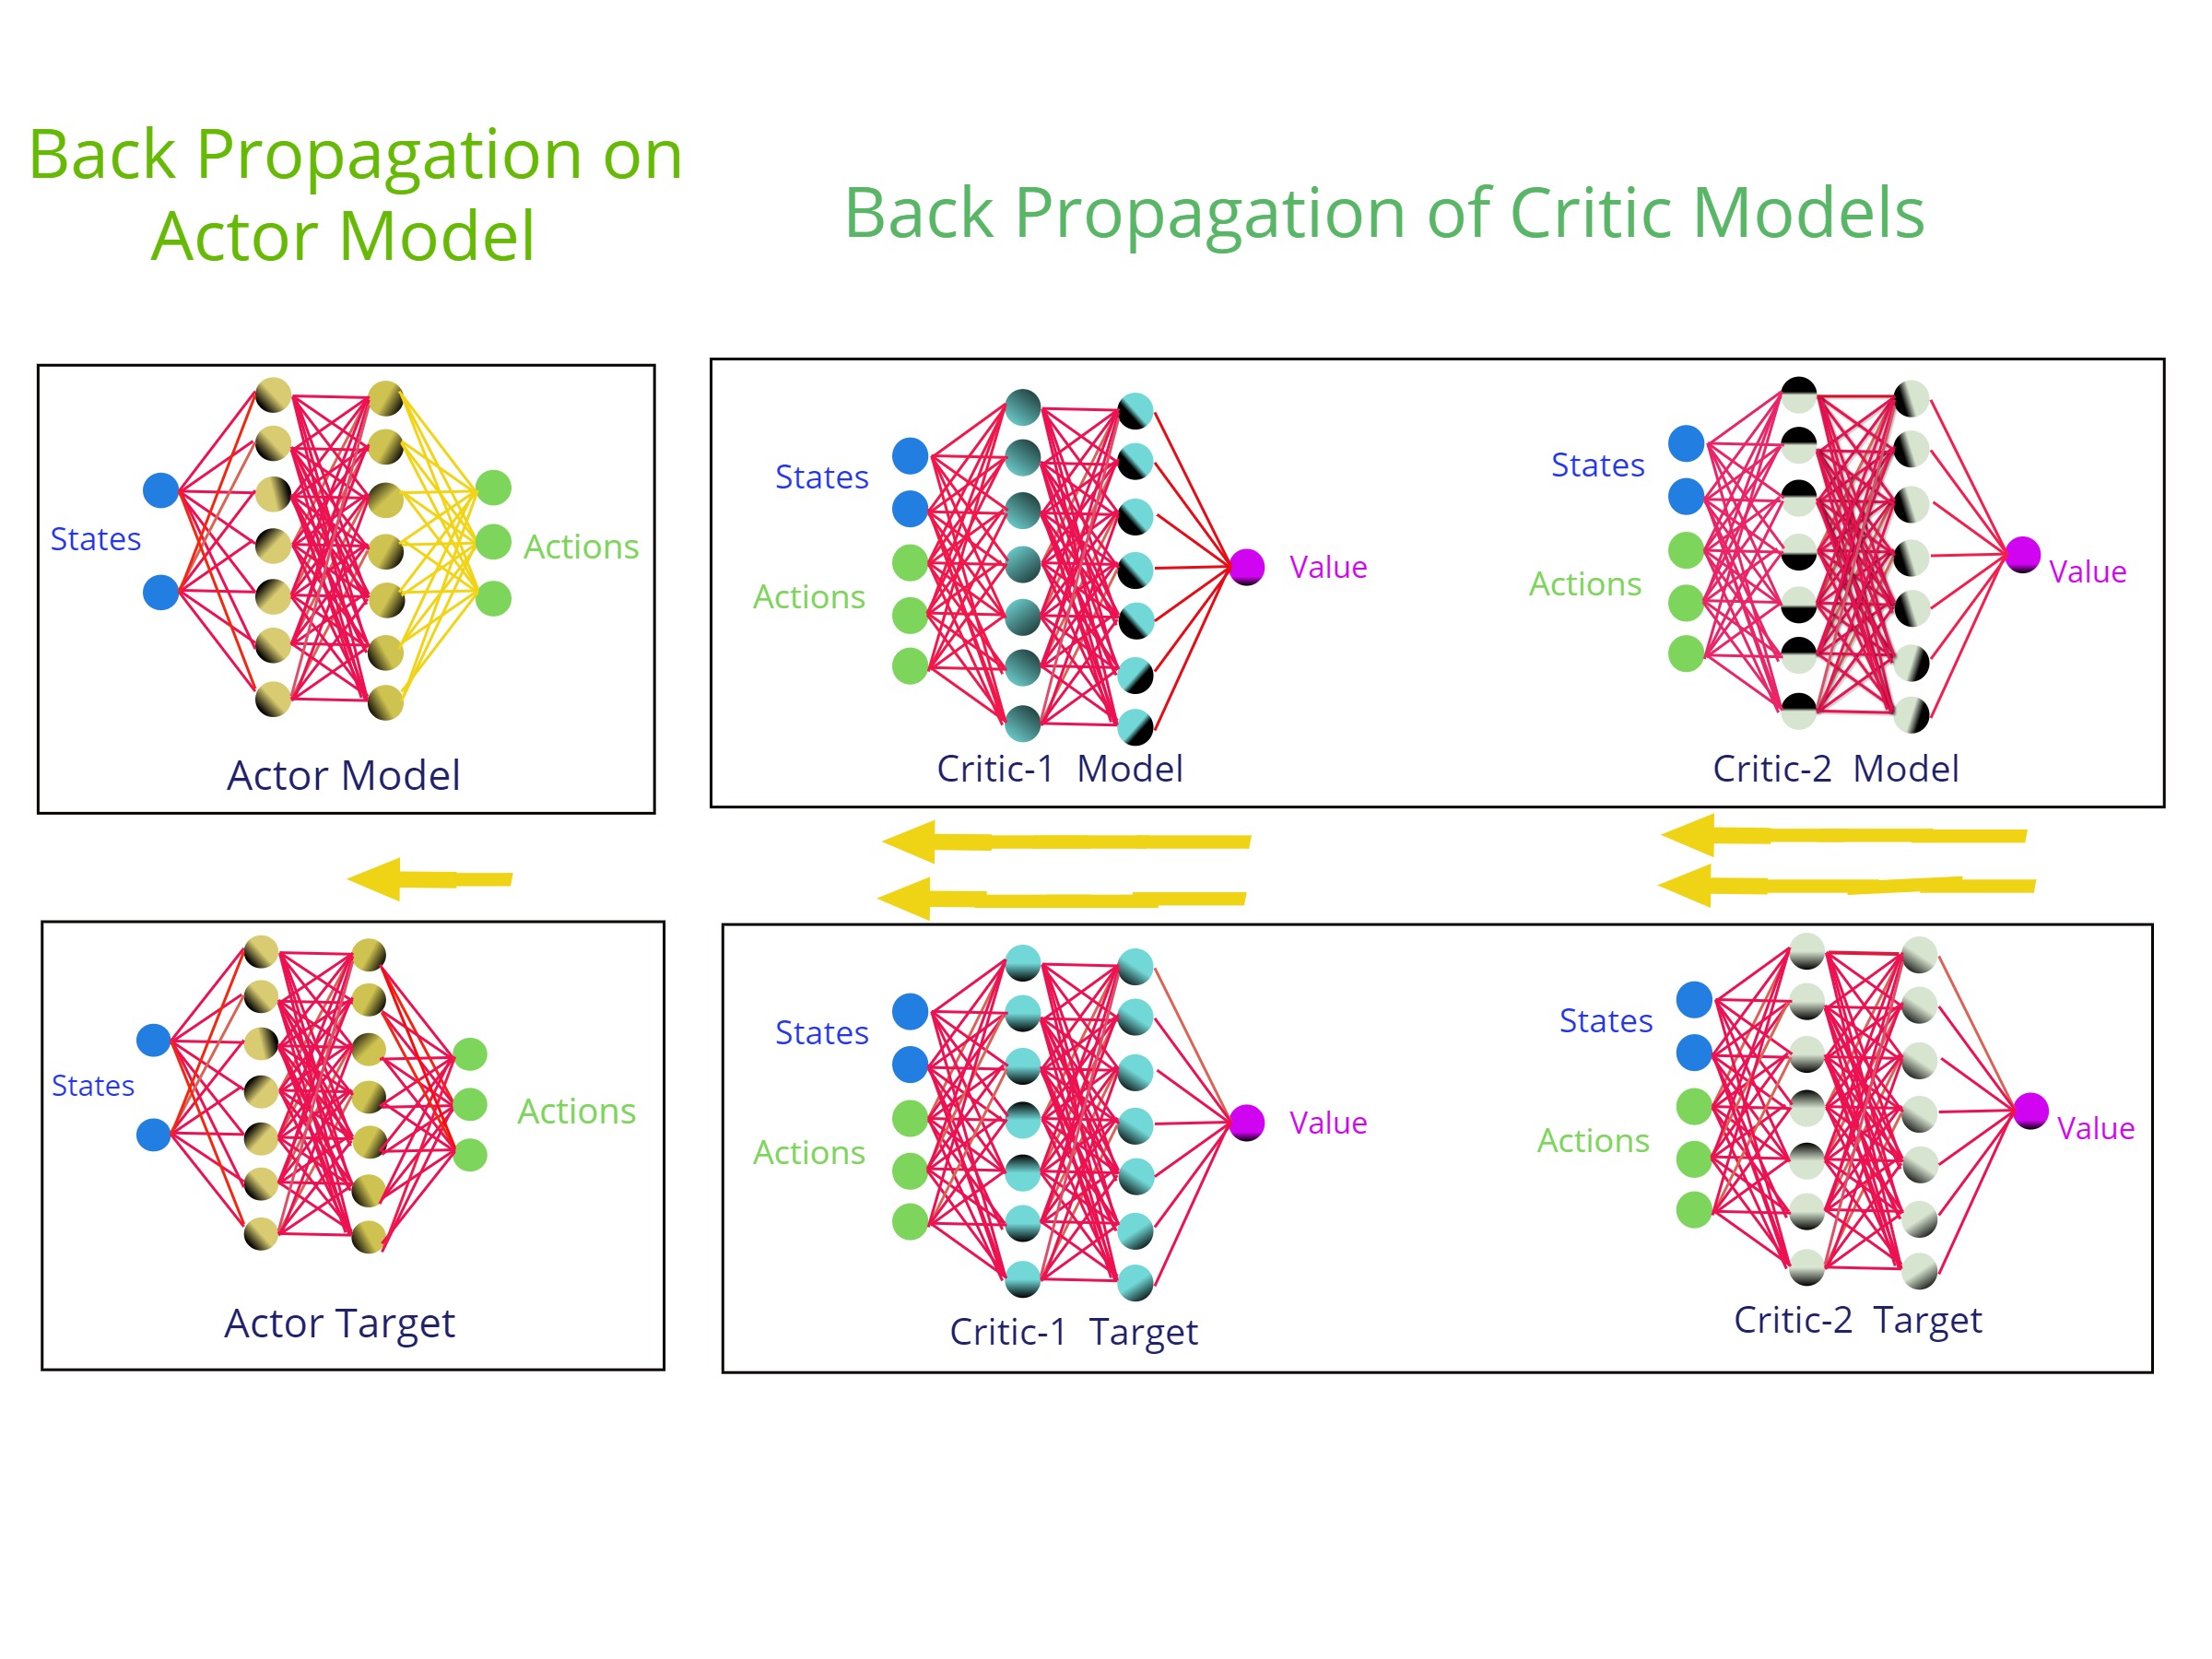 Back Propagation on
Actor Model
Back Propagation of Critic Models
States
Actions
Actor Model
States
Actions
Value
Critic-1 Model
States
Actions
Value
Critic-2 Model
States
Actions
Actor Target
States
Actions
Value
Critic-1 Target
States
Actions
Value
Critic-2 Target